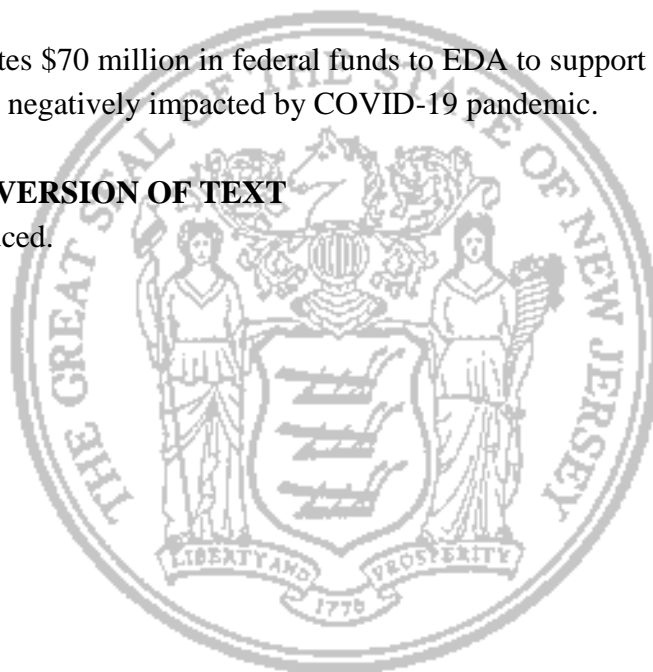 tes $70 million in federal funds to EDA to support
negatively impacted by COVID-19 pandemic.
VERSION OF TEXT
uced.
THE GREAT SEAL OF THE STATE OF NEW JERSEY
LIBERTY AND PROSPERITY
1776